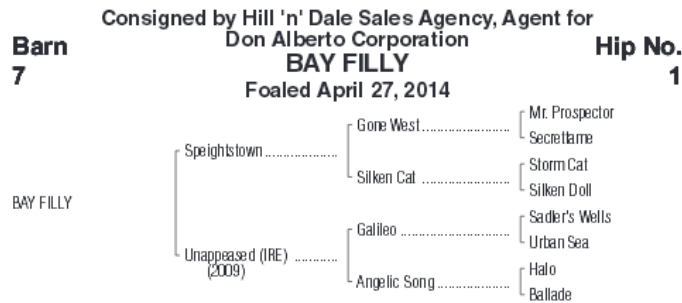 Consigned by Hill 'n' Dale Sales Agency, Agent for
Don Alberto Corporation
Barn
7
Hip No.
1
BAY FILLY
Foaled April 27, 2014
Mr. Prospector
Gone West
Secrettame
Speightstown
Storm Cat
Silken Cat
Silken Doll
BAY FILLY
Sadler's Wells
Galileo
Urban Sea
Unappeased (IRE)
(2009)
Halo
Angelic Song
Ballade